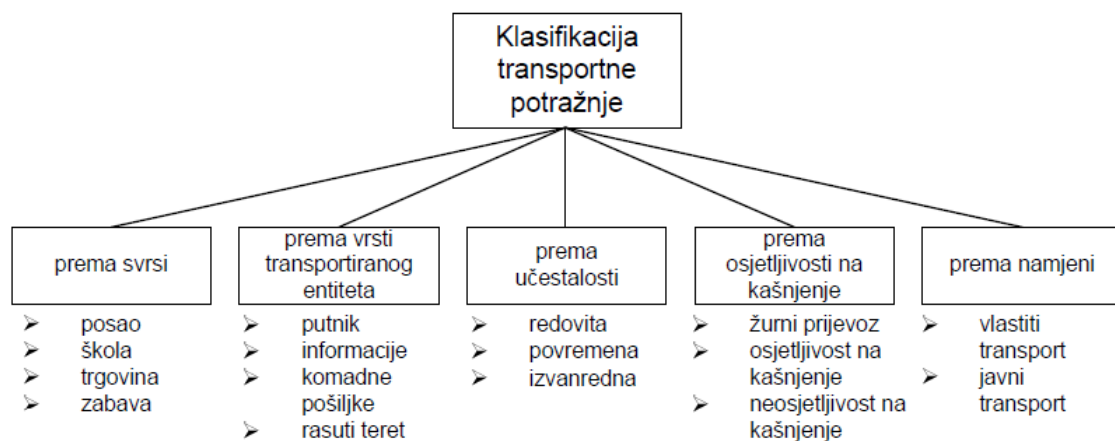 Klasifikacija
transportne
potražnje
prema svrsi
posao
škola
trgovina
zabava
prema vrsti
transportiranog
entiteta
putnik
informacije
komadne
pošiljke
rasuti teret
prema
učestalosti
redovita
povremena
izvanredna
prema
osjetljivosti na
kašnjenje
žurni prijevoz
osjetljivost na
kašnjenje
neosjetljivost na
kašnjenje
prema namjeni
vlastiti
transport
javni
transport